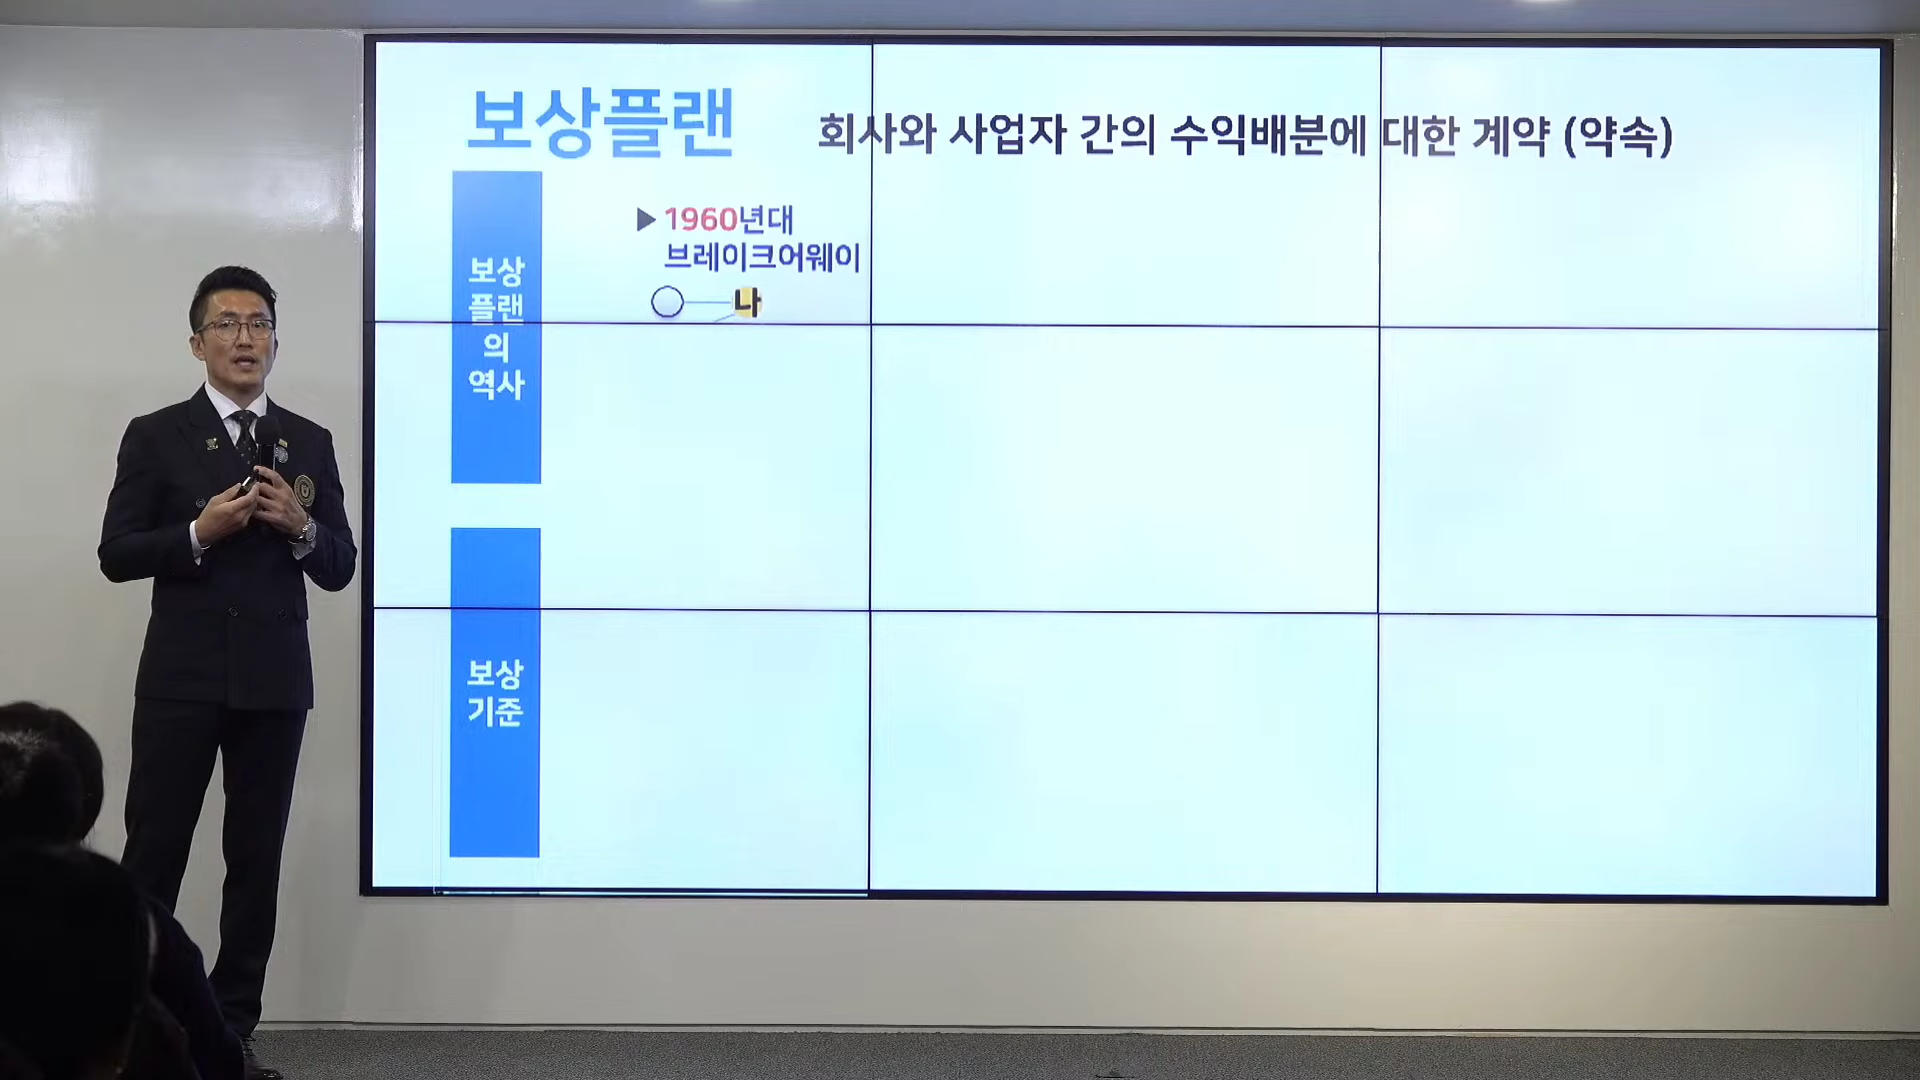 보상플랜
회사와 사업자 간의 수익배분에 대한 계약 (약속)
▶ 1960년대
브레이크어웨이
나
보상
플랜
의
역사
보상
기준